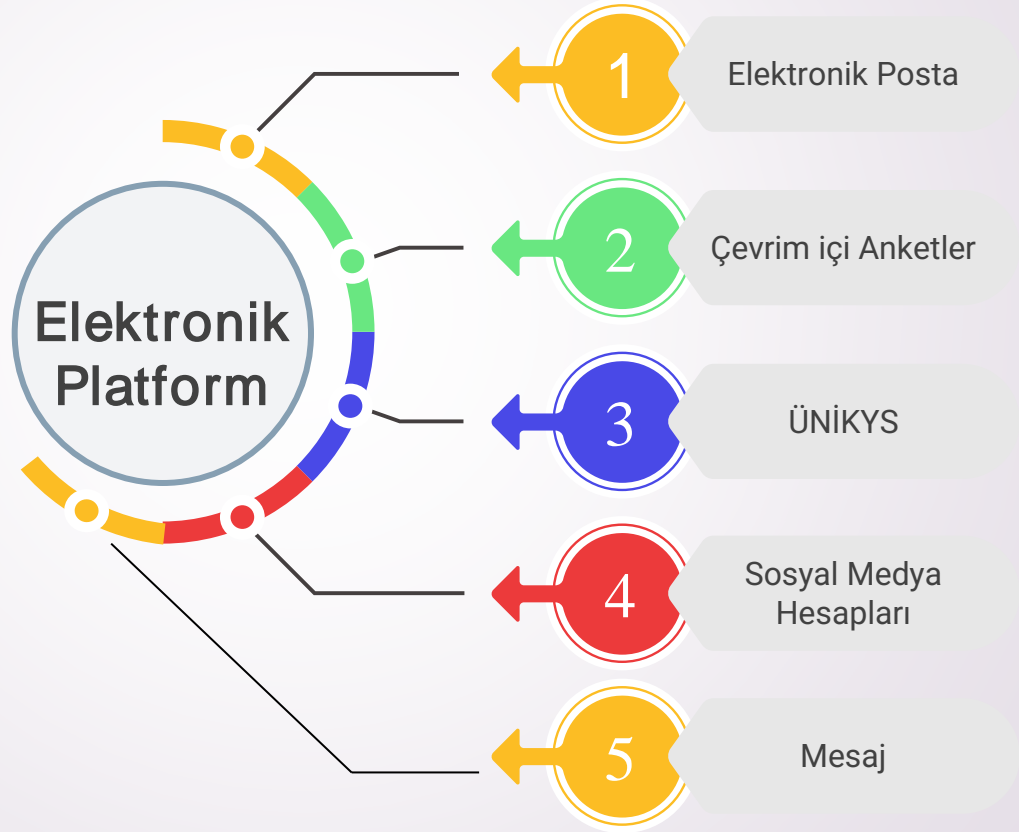 Elektronik
Platform
1
Elektronik Posta
2
Çevrim içi Anketler
3
ÜNİKYS
4
Sosyal Medya
Hesapları
5
Mesaj